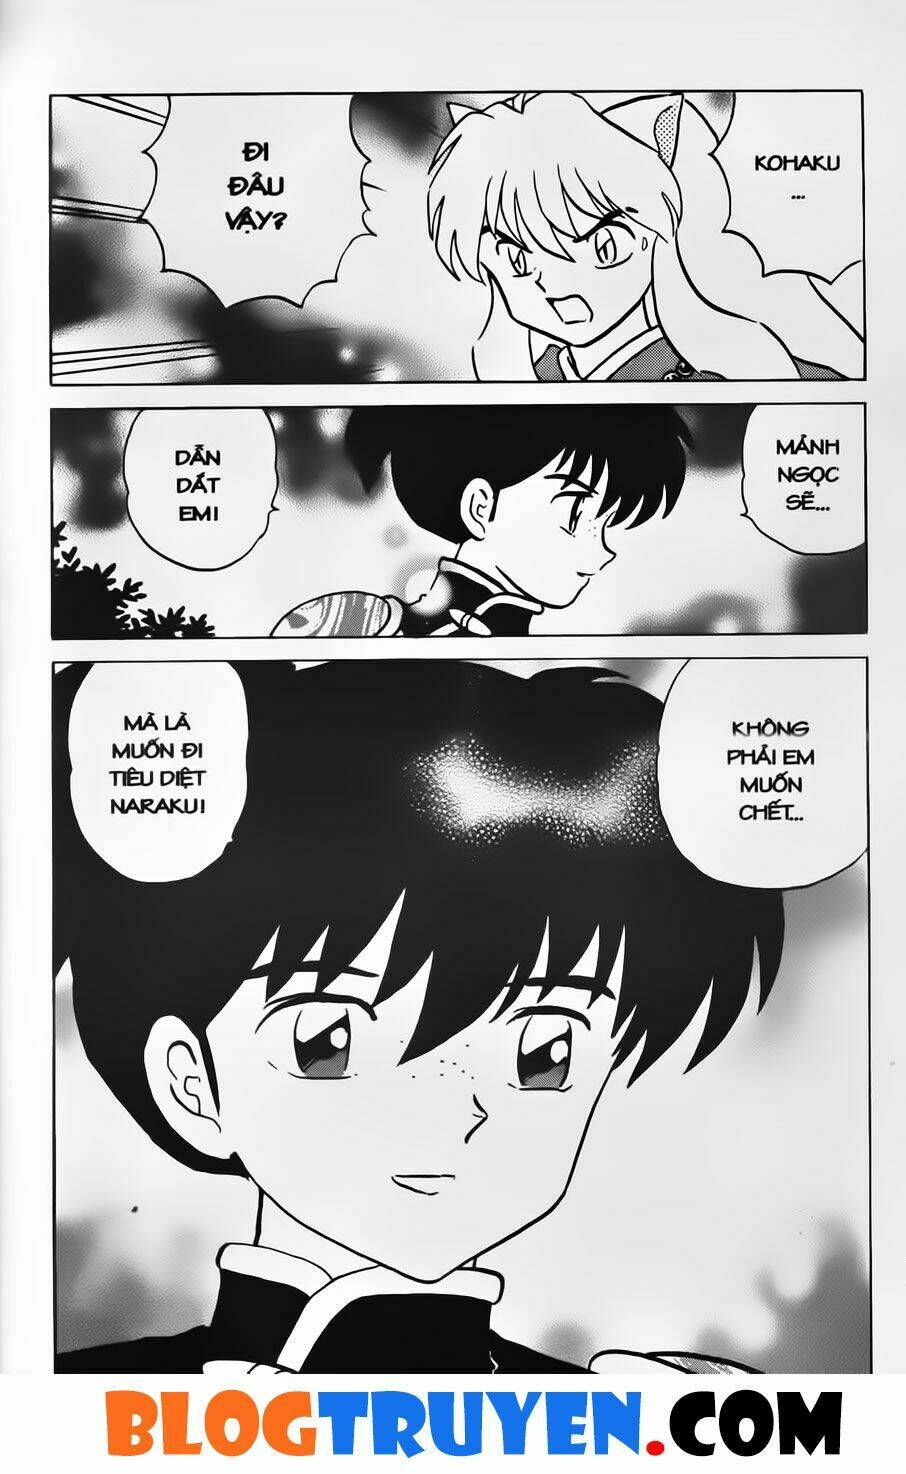 KOHAKU
...
ĐI
ĐÂU
VẬY?
MẢNH
NGỌC
SẼ...
DẪN
DẮT
EM!
KHÔNG
PHẢI EM
MUỐN
CHẾT...
MÀ LÀ
MUỐN ĐI
TIÊU DIỆT
NARAKU!
BLOGTRUYEN.COM